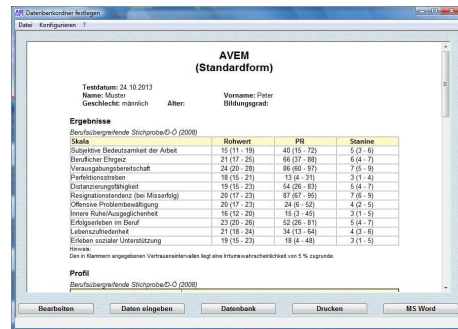 Datenbankordner festlegen
Datei Konfigurieren ?
AVEM
(Standardform)
Testdatum: 24.10.2013
Name: Muster Vorname: Peter
Geschlecht: männlich Alter: Bildungsgrad:
Ergebnisse
Berufsübergreifende Stichprobe/D-Ö (2008)
Skala Rohwert PR Stanine
Subjektive Bedeutsamkeit der Arbeit 15 (11 - 19) 40 (15 - 72) 5 (3 - 6)
Beruflicher Ehrgeiz 21 (17 - 25) 66 (37 - 88) 6 (4 - 7)
Verausgabungsbereitschaft 24 (20 - 28) 86 (60 - 97) 7 (5 - 9)
Perfektionsstreben 18 (15 - 21) 13 (4 - 31) 3 (1 - 4)
Distanzierungsfähigkeit 19 (15 - 23) 54 (26 - 83) 5 (4 - 7)
Resignationstendenz (bei Misserfolg) 20 (17 - 23) 87 (67 - 95) 7 (6 - 9)
Offensive Problembewältigung 20 (17 - 23) 24 (6 - 52) 4 (2 - 5)
Innere Ruhe/Ausgeglichenheit 16 (12 - 20) 15 (3 - 45) 3 (1 - 5)
Erfolgserleben im Beruf 23 (20 - 26) 52 (26 - 81) 5 (4 - 7)
Lebenszufriedenheit 21 (18 - 24) 34 (13 - 64) 4 (3 - 6)
Erleben sozialer Unterstützung 19 (15 - 23) 18 (4 - 48) 3 (1 - 5)
Hinweis:
Den in Klammern angegebenen Vertrauensintervallen liegt eine Irrtumswahrscheinlichkeit von 5 % zugrunde.
Profil
Berufsübergreifende Stichprobe/D-Ö (2008)
Bearbeiten Daten eingeben Datenbank Drucken MS Word